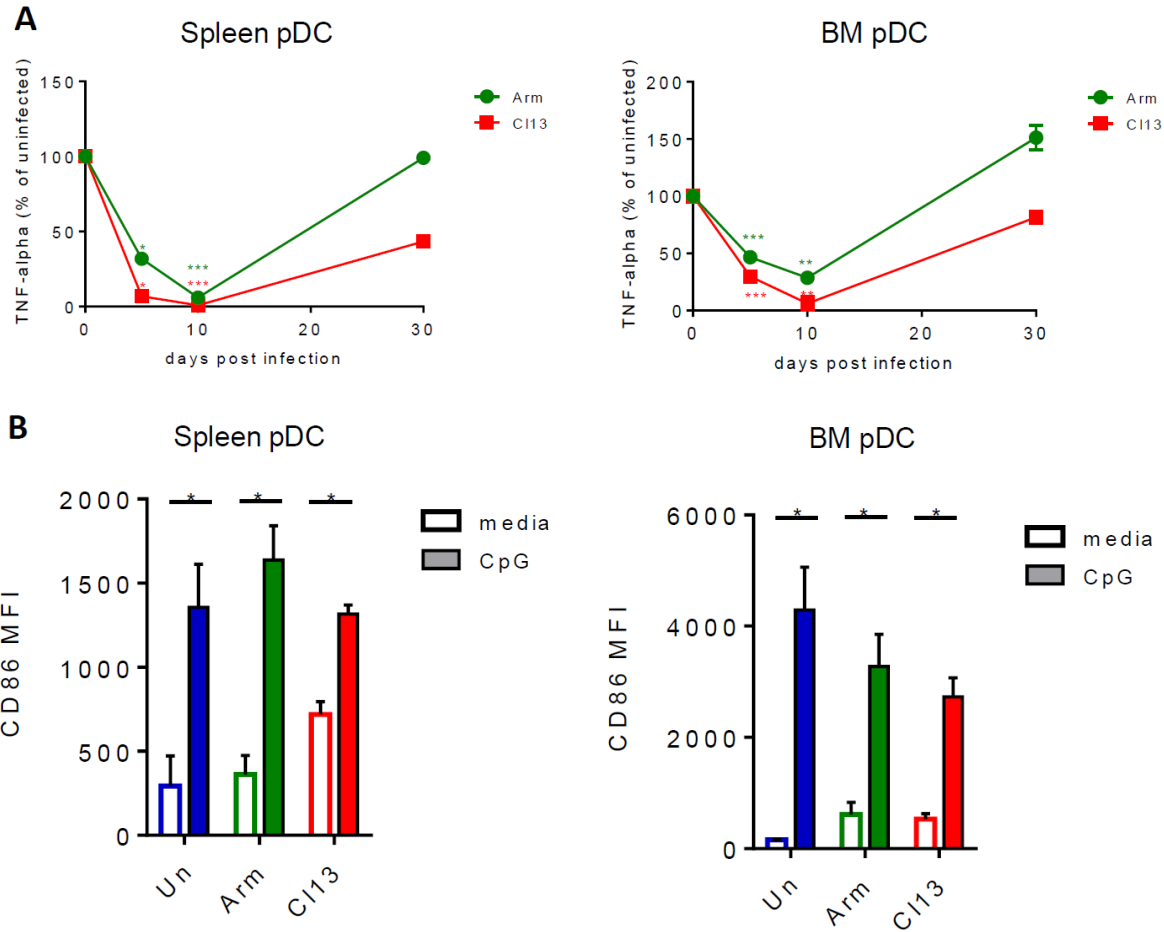 A
Spleen pDC
TNF-alpha (% of uninfected)
150
100
50
0
0
10
20
30
days post infection
*
*
***
***
Arm
Cl13
BM pDC
TNF-alpha (% of uninfected)
200
150
100
50
0
0
10
20
30
days post infection
***
***
**
**
Arm
Cl13
B
Spleen pDC
CD86 MFI
2000
1500
1000
500
0
* * *
Un
Arm
Cl13
media
CpG
BM pDC
CD86 MFI
6000
4000
2000
0
* * *
Un
Arm
Cl13
media
CpG